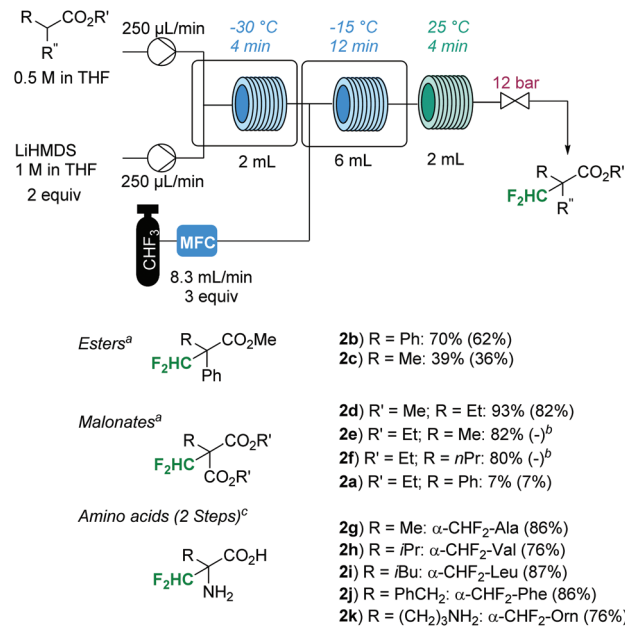 R CO₂R'
R"
0.5 M in THF
250 µL/min
-30 °C
4 min
-15 °C
12 min
25 °C
4 min
12 bar
2 mL
6 mL
2 mL
LiHMDS
1 M in THF
2 equiv
250 µL/min
CHF₃
MFC
8.3 mL/min
3 equiv
R CO₂R'
F₂HC
R"
Estersᵃ
R CO₂Me
F₂HC
Ph
2b) R = Ph: 70% (62%)
2c) R = Me: 39% (36%)
Malonatesᵃ
R CO₂R'
F₂HC
CO₂R'
2d) R' = Me; R = Et: 93% (82%)
2e) R' = Et; R = Me: 82% (-)ᵇ
2f) R' = Et; R = nPr: 80% (-)ᵇ
2a) R' = Et; R = Ph: 7% (7%)
Amino acids (2 Steps)ᶜ
R CO₂H
F₂HC
NH₂
2g) R = Me: α-CHF₂-Ala (86%)
2h) R = iPr: α-CHF₂-Val (76%)
2i) R = iBu: α-CHF₂-Leu (87%)
2j) R = PhCH₂: α-CHF₂-Phe (86%)
2k) R = (CH₂)₃NH₂: α-CHF₂-Orn (76%)